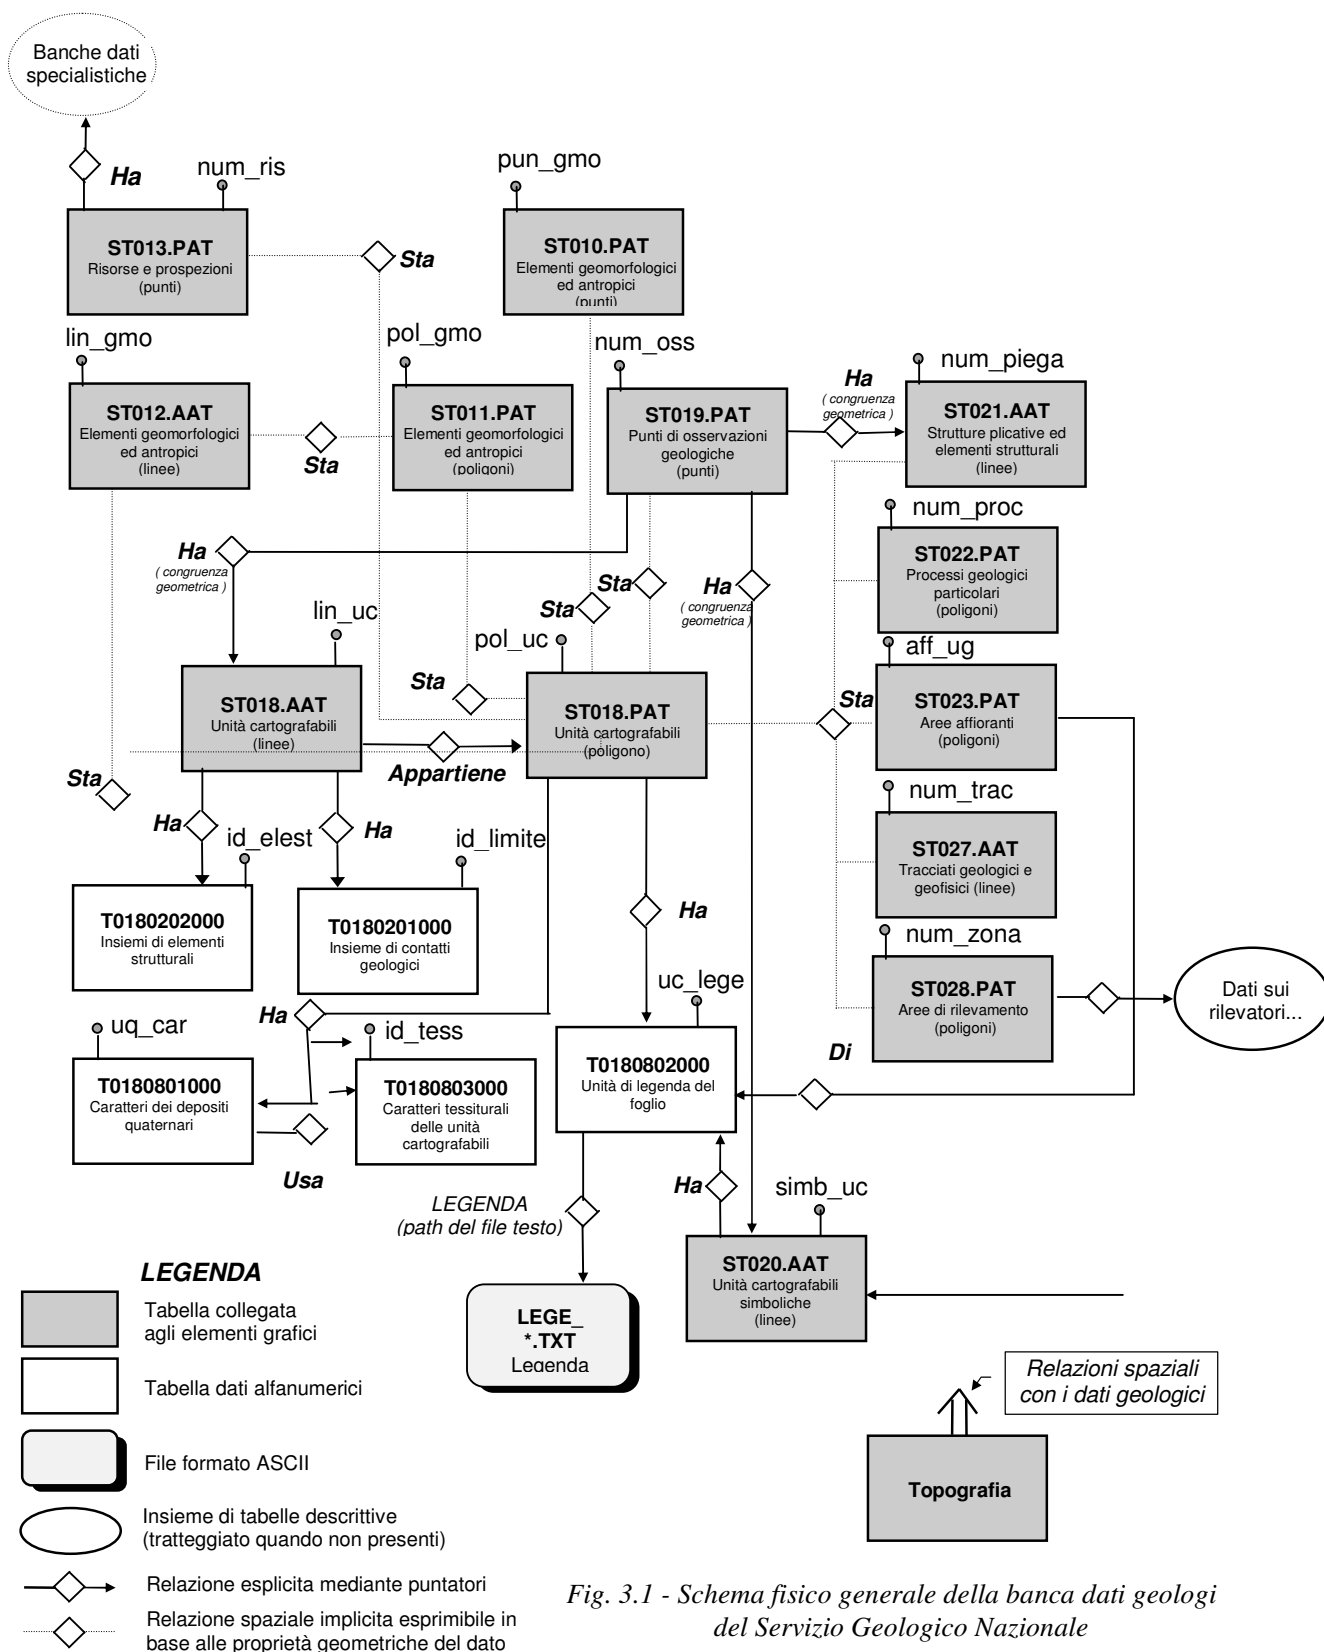 Banche dati
specialistiche
Ha
num_ris
pun_gmo
ST013.PAT
Risorse e prospezioni
(punti)
Sta
ST010.PAT
Elementi geomorfologici
ed antropici
(punti)
lin_gmo
pol_gmo
num_oss
num_piega
ST012.AAT
Elementi geomorfologici
ed antropici
(linee)
Sta
ST011.PAT
Elementi geomorfologici
ed antropici
(poligoni)
ST019.PAT
Punti di osservazioni
geologiche
(punti)
Ha
( congruenza
geometrica )
ST021.AAT
Strutture plicative ed
elementi strutturali
(linee)
num_proc
ST022.PAT
Processi geologici
particolari
(poligoni)
Ha
( congruenza
geometrica )
Sta
Sta
Ha
( congruenza
geometrica )
lin_uc
pol_uc
aff_ug
ST018.AAT
Unità cartografabili
(linee)
Sta
ST018.PAT
Unità cartografabili
(poligono)
Sta
ST023.PAT
Aree affioranti
(poligoni)
Appartiene
Sta
Ha
Ha
num_trac
id_elest
id_limite
ST027.AAT
Tracciati geologici e
geofisici (linee)
T0180202000
Insiemi di elementi
strutturali
T0180201000
Insieme di contatti
geologici
Ha
num_zona
uc_lege
ST028.PAT
Aree di rilevamento
(poligoni)
Dati sui
rilevatori...
Ha
uq_car
id_tess
Di
T0180801000
Caratteri dei depositi
quaternari
T0180803000
Caratteri tessiturali
delle unità
cartografabili
T0180802000
Unità di legenda del
foglio
Usa
Ha
simb_uc
LEGENDA
(path del file testo)
ST020.AAT
Unità cartografabili
simboliche
(linee)
LEGE_
*.TXT
Legenda
LEGENDA
Tabella collegata
agli elementi grafici
Tabella dati alfanumerici
File formato ASCII
Insieme di tabelle descrittive
(tratteggiato quando non presenti)
Relazione esplicita mediante puntatori
Relazione spaziale implicita esprimibile in
base alle proprietà geometriche del dato
Relazioni spaziali
con i dati geologici
Topografia
Fig. 3.1 - Schema fisico generale della banca dati geologi
del Servizio Geologico Nazionale